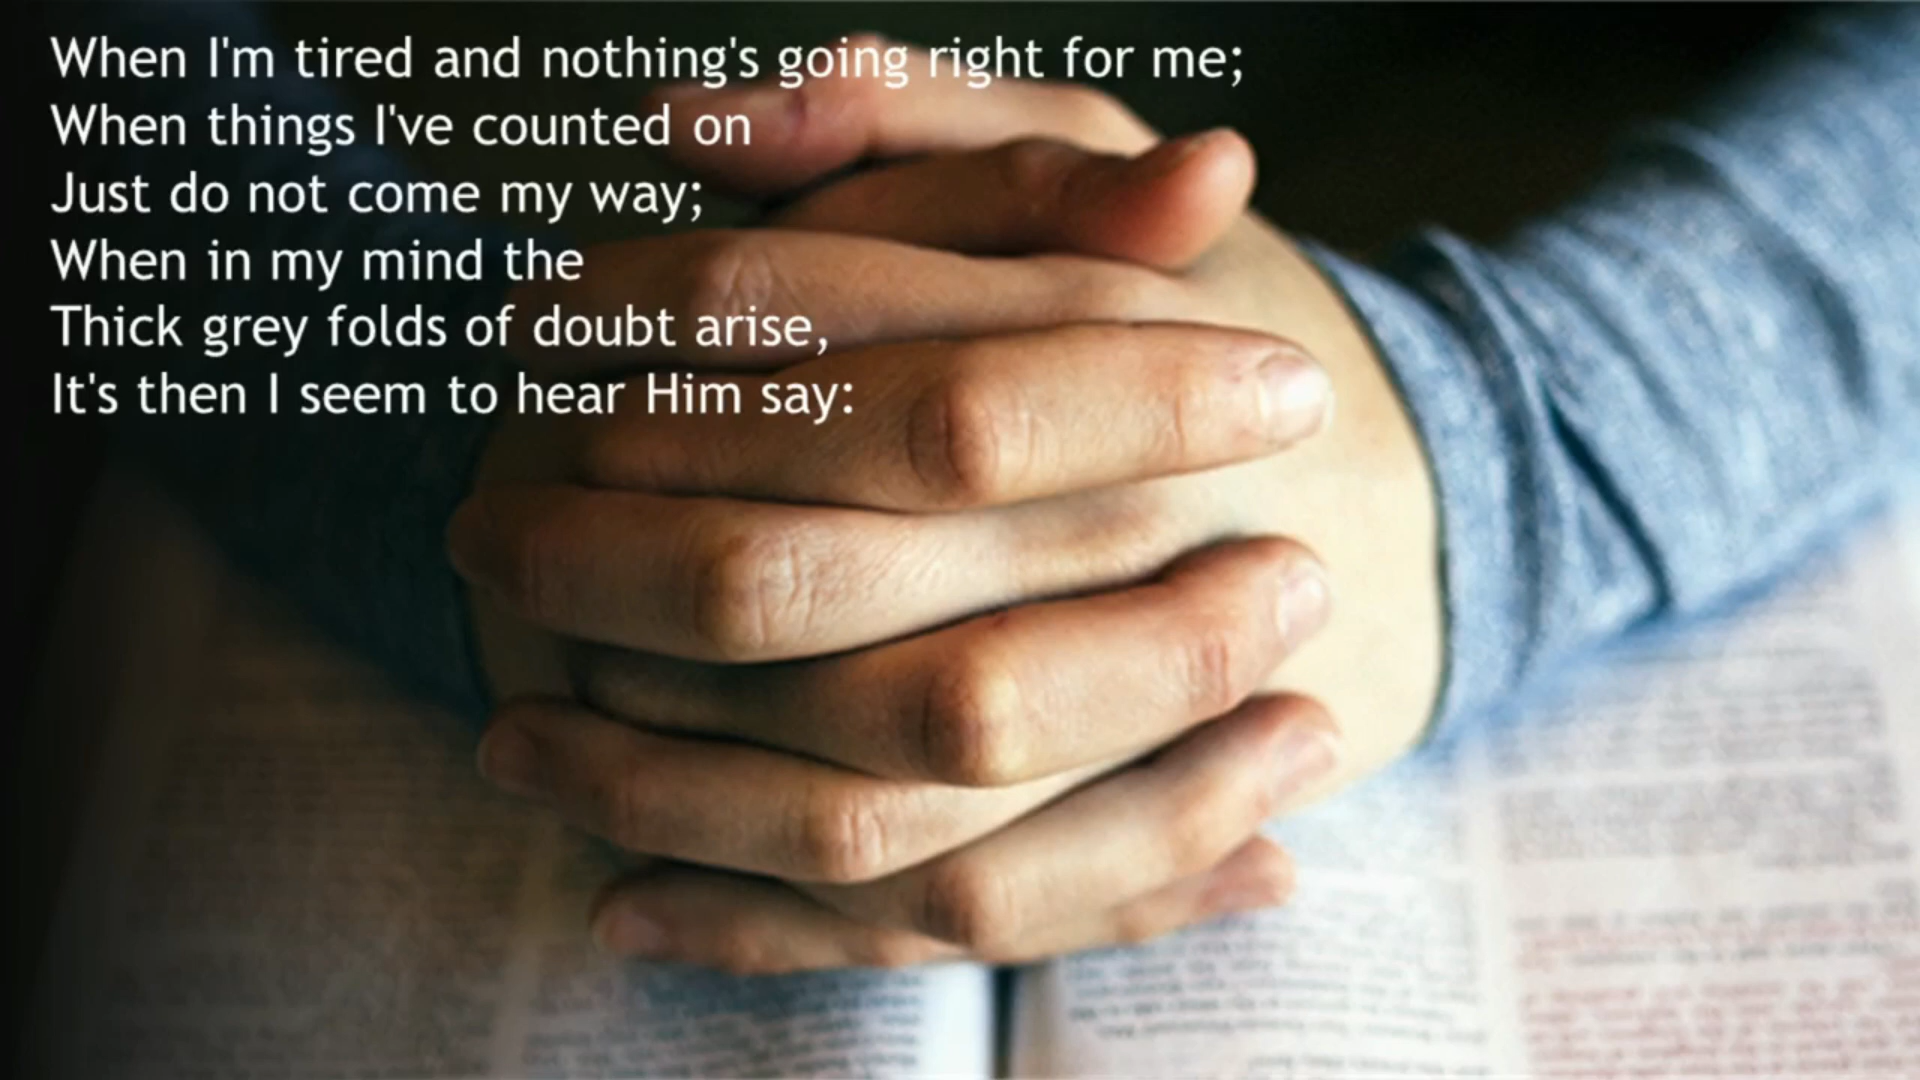 When I'm tired and nothing's going right for me;
When things I've counted on
Just do not come my way;
When in my mind the
Thick grey folds of doubt arise,
It's then I seem to hear Him say: